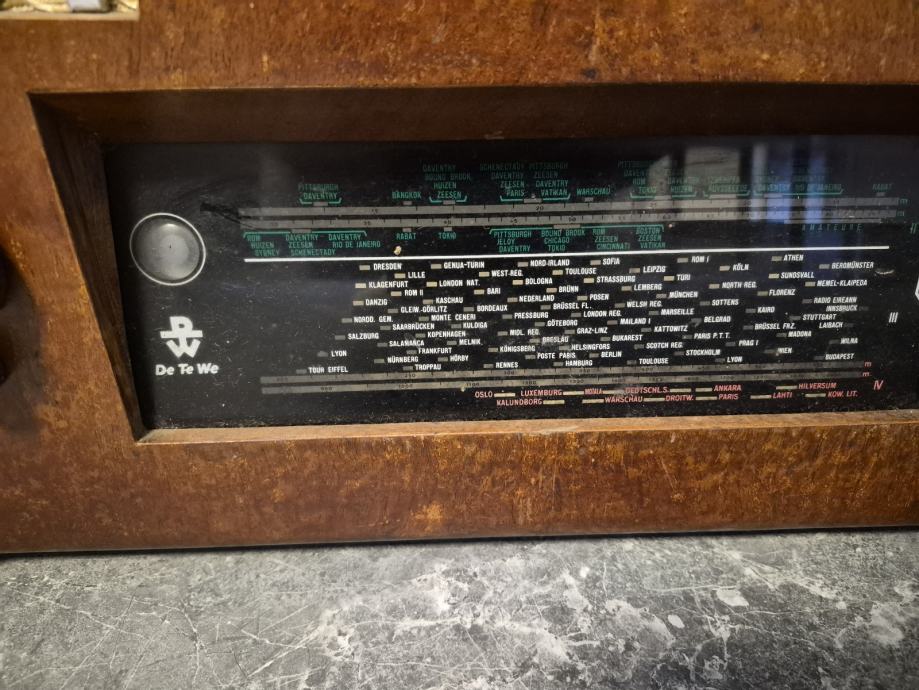 DAVENTRY SCHENECTADY PITTSBURGH PITTSBURGH
BOUND BROOK DAVENTRY ZEESEN
PITTSBURGH HUIZEN ZEESEN DAVENTRY ROM HUIZEN RIO DE JANEIRO RABAT
DAVENTRY BANGKOK ZEESEN PARIS VATIKAN WARSCHAU TOKIO
m
20
m
ROM DAVENTRY DAVENTRY RABAT TOKIO PITTSBURGH BOUND BROOK ROM BOSTON AMATEURE
HUIZEN ZEESEN RIO DE JANEIRO JELOY CHICAGO ZEESEN ZEESEN
SYDNEY SCHENECTADY DAVENTRY TOKIO CINCINNATI VATIKAN
DRESDEN GENUA-TURIN NORD-IRLAND SOFIA ROM I ATHEN
LILLE WEST-REG. TOULOUSE LEIPZIG KÖLN BEROMÜNSTER
KLAGENFURT LONDON NAT. BOLOGNA STRASSBURG TURI SUNDSVALL
ROM II BARI BRÜNN LEMBERG NORTH REG. MEMEL-KLAIPEDA
DANZIG KASCHAU NEDERLAND POSEN MÜNCHEN FLORENZ
GLEIW.-GÖRLITZ BORDEAUX BRÜSSEL FL. WELSH REG. SOTTENS RADIO EIREANN
MONTE CENERI PRESSBURG LONDON REG. MARSEILLE KAIRO INNSBRUCK
NORDD. GEM. KULDIGA GÖTEBORG MAILAND I BELGRAD STUTTGART III
SAARBRÜCKEN MIDL. REG. GRAZ-LINZ KATTOWITZ BRÜSSEL FRZ. LAIBACH
SALZBURG KOPENHAGEN BRESLAU BUKAREST PARIS P.T.T. MADONA
SALAMANCA MELNIK HELSINGFORS SCOTCH REG. PRAG I WILNA
LYON FRANKFURT KÖNIGSBERG BERLIN STOCKHOLM WIEN
NÜRNBERG HÖRBY POSTE PARIS TOULOUSE LYON BUDAPEST
TOUR EIFFEL TROPPAU RENNES HAMBURG
m
m
OSLO LUXEMBURG DEUTSCHL.S. ANKARA HILVERSUM IV
KALUNDBORG WARSCHAU DROITW. PARIS LAHTI KOW. LIT.
De Te We